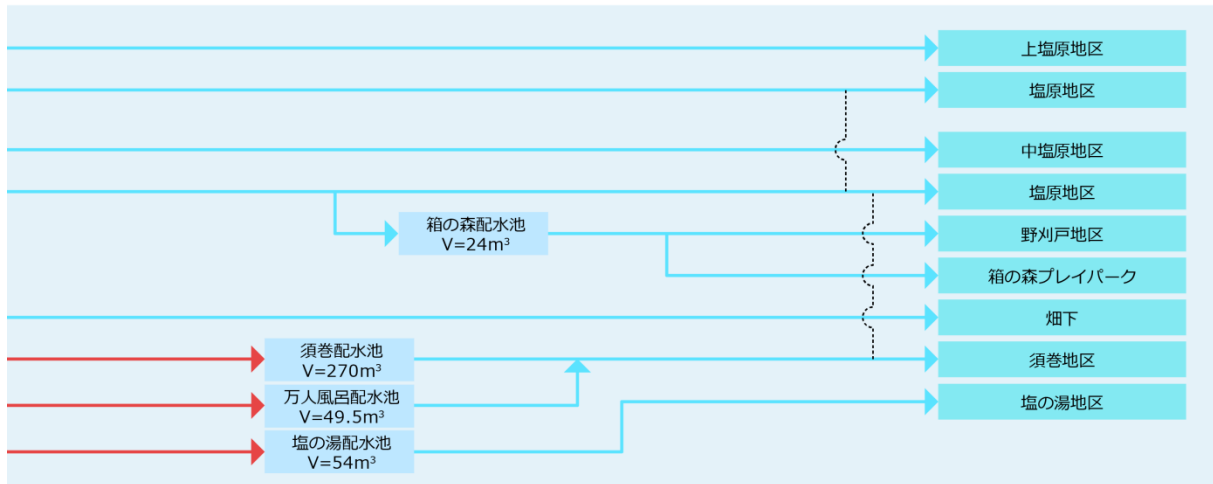 上塩原地区
塩原地区
中塩原地区
塩原地区
箱の森配水池
V=24m³
野刈戸地区
箱の森プレイパーク
畑下
須巻配水池
V=270m³
須巻地区
万人風呂配水池
V=49.5m³
塩の湯地区
塩の湯配水池
V=54m³